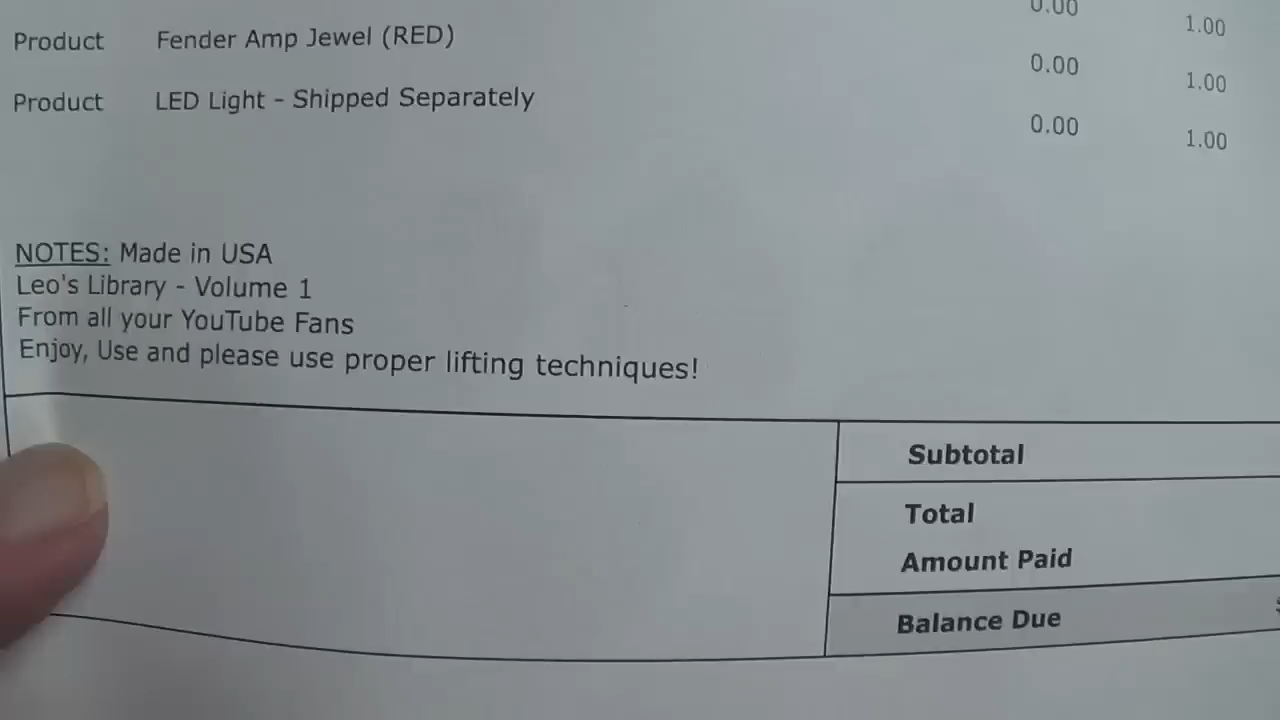 0.00 1.00
Product Fender Amp Jewel (RED) 0.00 1.00
Product LED Light - Shipped Separately 0.00 1.00
NOTES: Made in USA
Leo's Library - Volume 1
From all your YouTube Fans
Enjoy, Use and please use proper lifting techniques!
Subtotal
Total
Amount Paid
Balance Due